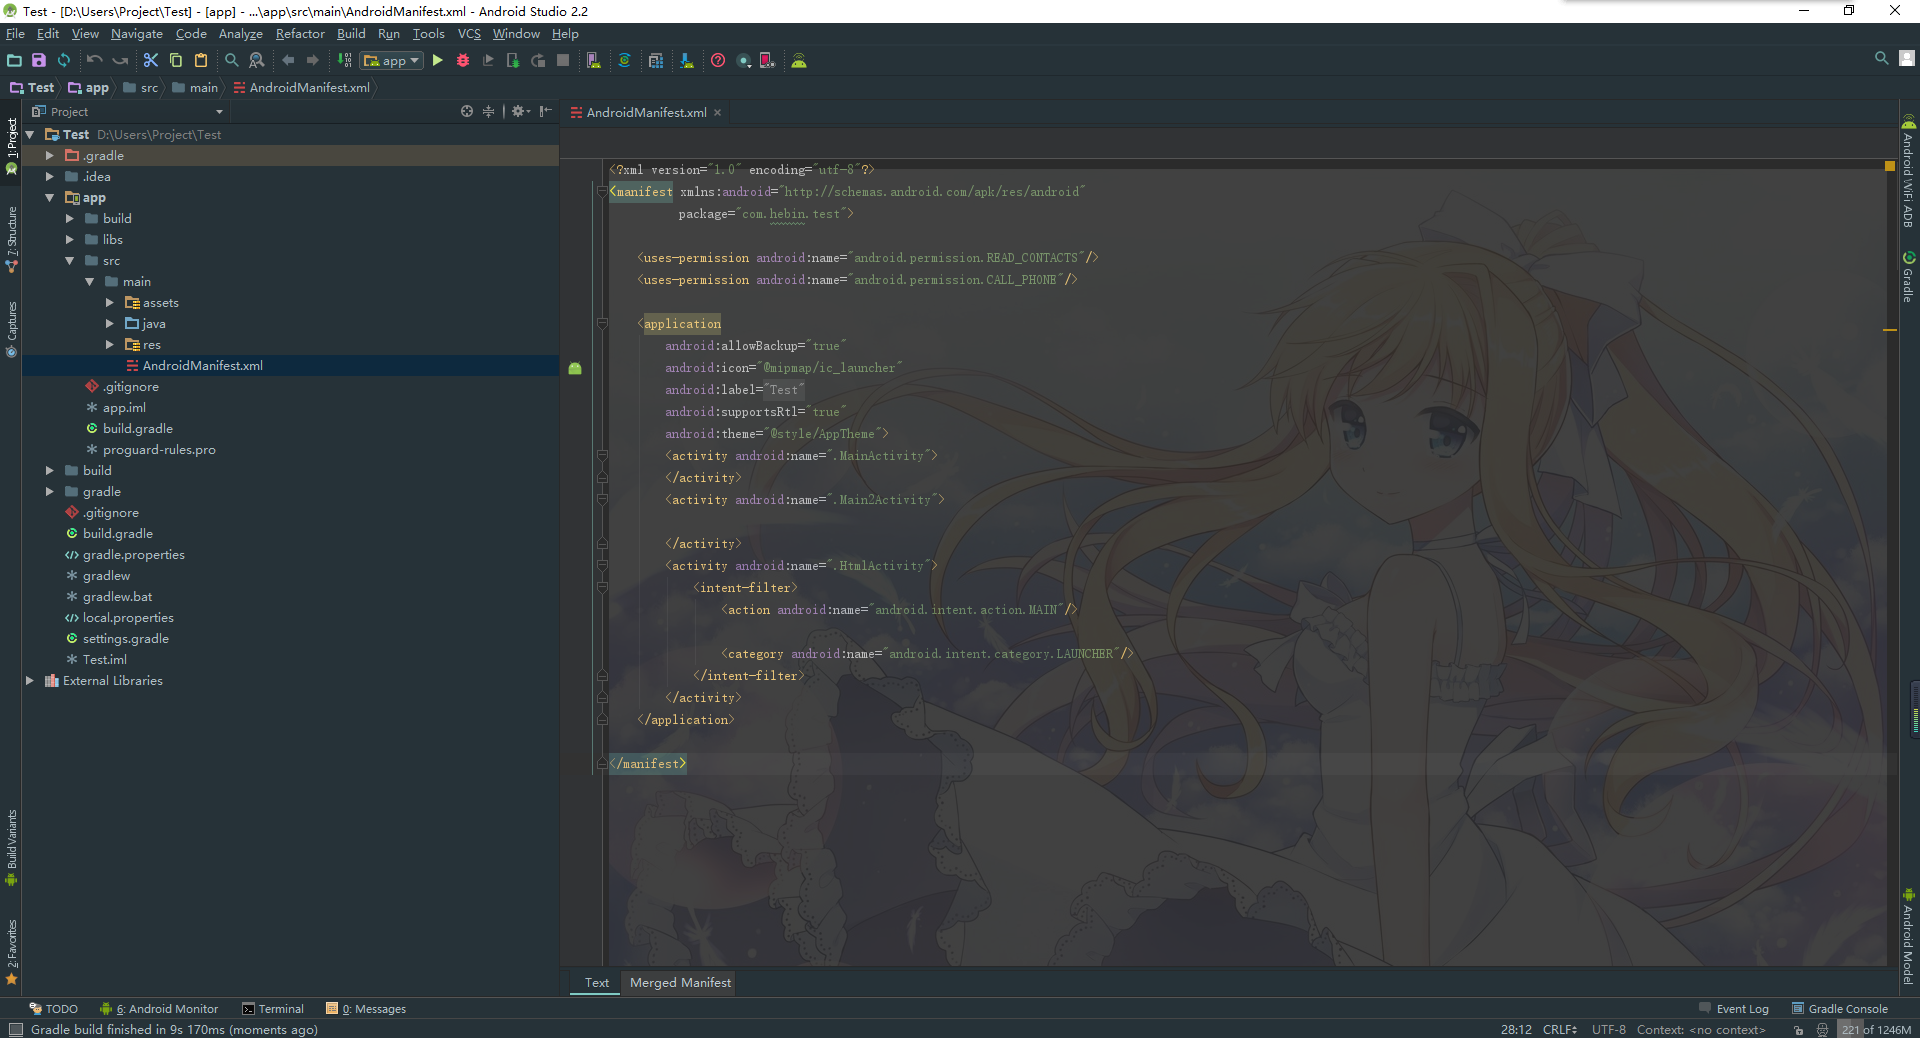 Test - [D:\Users\Project\Test] - [app] - ...\app\src\main\AndroidManifest.xml - Android Studio 2.2
File Edit View Navigate Code Analyze Refactor Build Run Tools VCS Window Help
app
Test app src main AndroidManifest.xml
Project
AndroidManifest.xml
1: Project
7: Structure
Captures
Build Variants
2: Favorites
Test D:\Users\Project\Test
.gradle
.idea
app
build
libs
src
main
assets
java
res
AndroidManifest.xml
.gitignore
app.iml
build.gradle
proguard-rules.pro
build
gradle
.gitignore
build.gradle
gradle.properties
gradlew
gradlew.bat
local.properties
settings.gradle
Test.iml
External Libraries
<?xml version="1.0" encoding="utf-8"?>
<manifest xmlns:android="http://schemas.android.com/apk/res/android"
package="com.hebin.test">
<uses-permission android:name="android.permission.READ_CONTACTS"/>
<uses-permission android:name="android.permission.CALL_PHONE"/>
<application
android:allowBackup="true"
android:icon="@mipmap/ic_launcher"
android:label="Test"
android:supportsRtl="true"
android:theme="@style/AppTheme">
<activity android:name=".MainActivity">
</activity>
<activity android:name=".Main2Activity">
</activity>
<activity android:name=".HtmlActivity">
<intent-filter>
<action android:name="android.intent.action.MAIN"/>
<category android:name="android.intent.category.LAUNCHER"/>
</intent-filter>
</activity>
</application>
</manifest>
Text Merged Manifest
Android WiFi ADB
Gradle
Android Model
TODO 6: Android Monitor Terminal 0: Messages Event Log Gradle Console
Gradle build finished in 9s 170ms (moments ago) 28:12 CRLF UTF-8 Context: <no context> 221 of 1246M